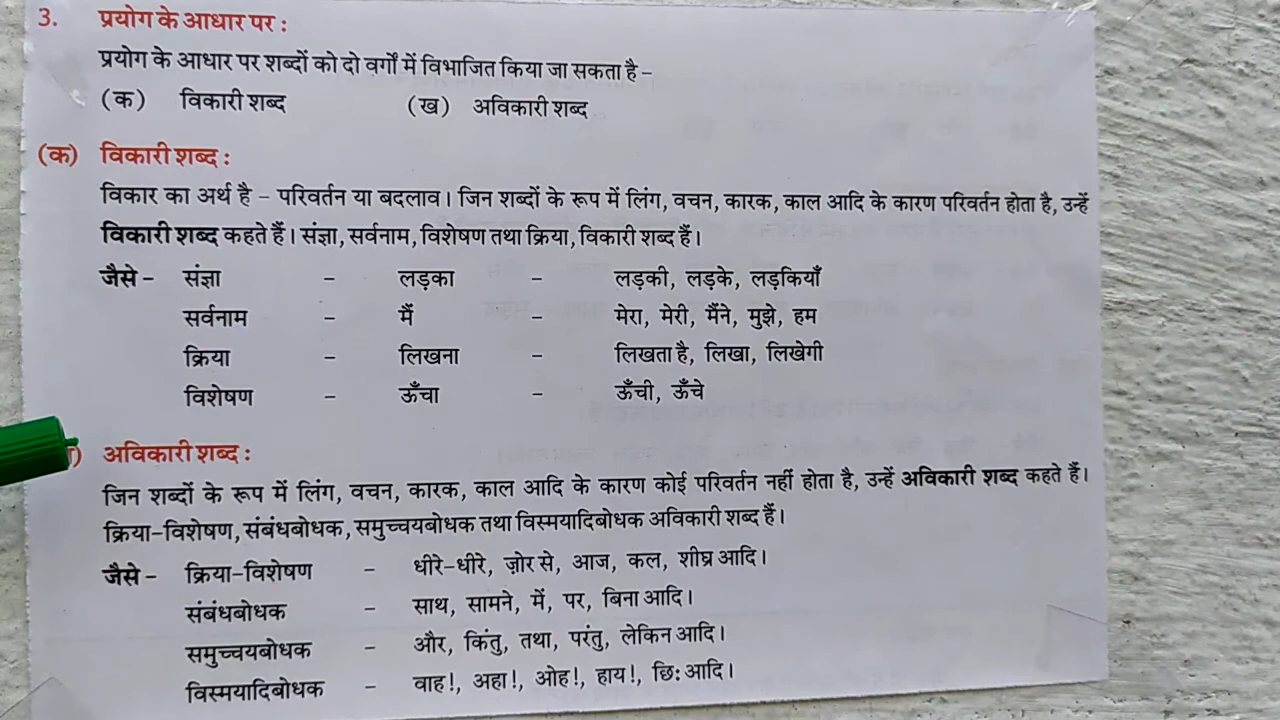 3. प्रयोग के आधार पर :
प्रयोग के आधार पर शब्दों को दो वर्गों में विभाजित किया जा सकता है –
(क) विकारी शब्द (ख) अविकारी शब्द
(क) विकारी शब्द :
विकार का अर्थ है – परिवर्तन या बदलाव। जिन शब्दों के रूप में लिंग, वचन, कारक, काल आदि के कारण परिवर्तन होता है, उन्हें
विकारी शब्द कहते हैं। संज्ञा, सर्वनाम, विशेषण तथा क्रिया, विकारी शब्द हैं।
जैसे – संज्ञा – लड़का – लड़की, लड़के, लड़कियाँ
सर्वनाम – मैं – मेरा, मेरी, मैंने, मुझे, हम
क्रिया – लिखना – लिखता है, लिखा, लिखेगी
विशेषण – ऊँचा – ऊँची, ऊँचे
) अविकारी शब्द :
जिन शब्दों के रूप में लिंग, वचन, कारक, काल आदि के कारण कोई परिवर्तन नहीं होता है, उन्हें अविकारी शब्द कहते हैं।
क्रिया-विशेषण, संबंधबोधक, समुच्चयबोधक तथा विस्मयादिबोधक अविकारी शब्द हैं।
जैसे – क्रिया-विशेषण – धीरे-धीरे, ज़ोर से, आज, कल, शीघ्र आदि।
संबंधबोधक – साथ, सामने, में, पर, बिना आदि।
समुच्चयबोधक – और, किंतु, तथा, परंतु, लेकिन आदि।
विस्मयादिबोधक – वाह!, अहा!, ओह!, हाय!, छिः आदि।